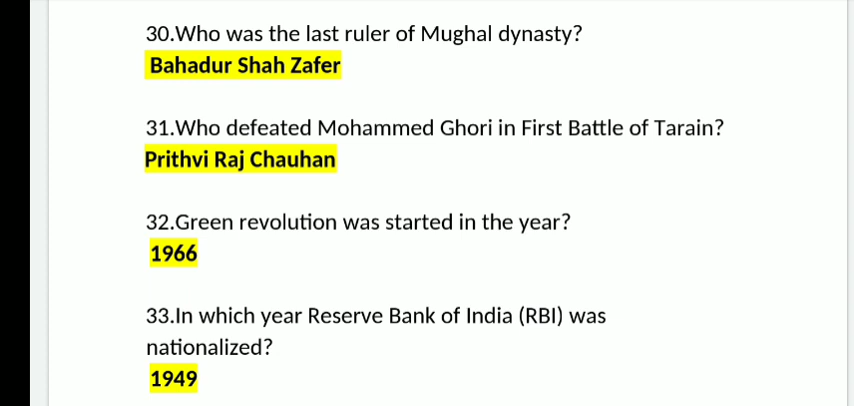 30.Who was the last ruler of Mughal dynasty?
Bahadur Shah Zafer
31.Who defeated Mohammed Ghori in First Battle of Tarain?
Prithvi Raj Chauhan
32.Green revolution was started in the year?
1966
33.In which year Reserve Bank of India (RBI) was
nationalized?
1949